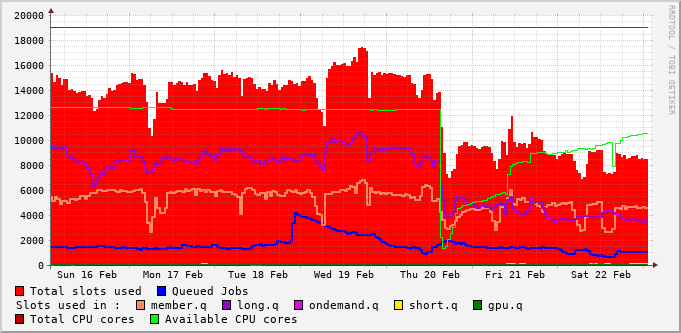 20000
18000
16000
14000
12000
10000
8000
6000
4000
2000
0
Sun 16 Feb Mon 17 Feb Tue 18 Feb Wed 19 Feb Thu 20 Feb Fri 21 Feb Sat 22 Feb
Total slots used Queued Jobs
Slots used in : member.q long.q ondemand.q short.q gpu.q
Total CPU cores Available CPU cores
RRDTOOL / TOBI OETIKER